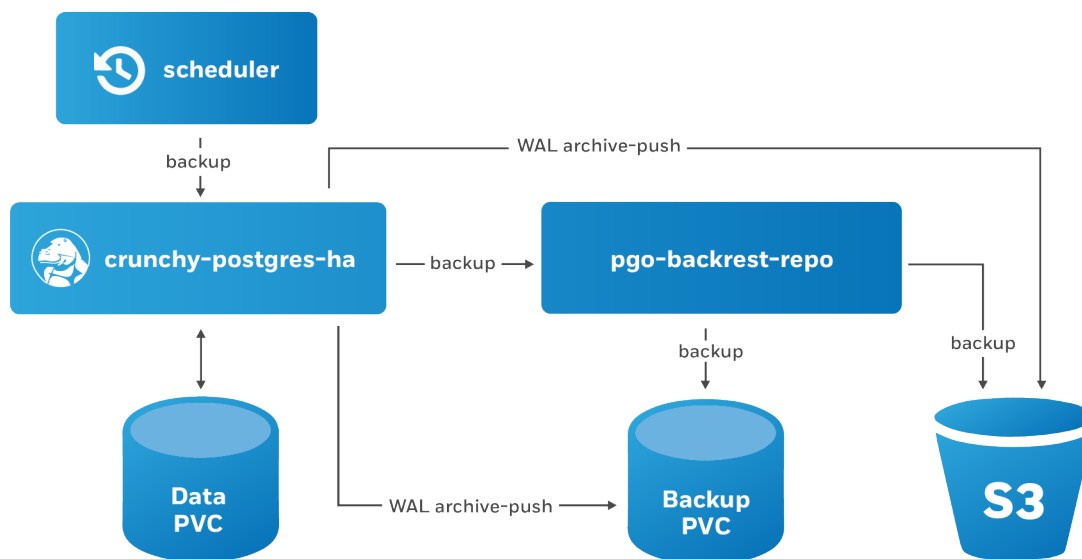 scheduler
backup
WAL archive-push
crunchy-postgres-ha
backup
pgo-backrest-repo
backup
backup
Data
PVC
WAL archive-push
Backup
PVC
S3